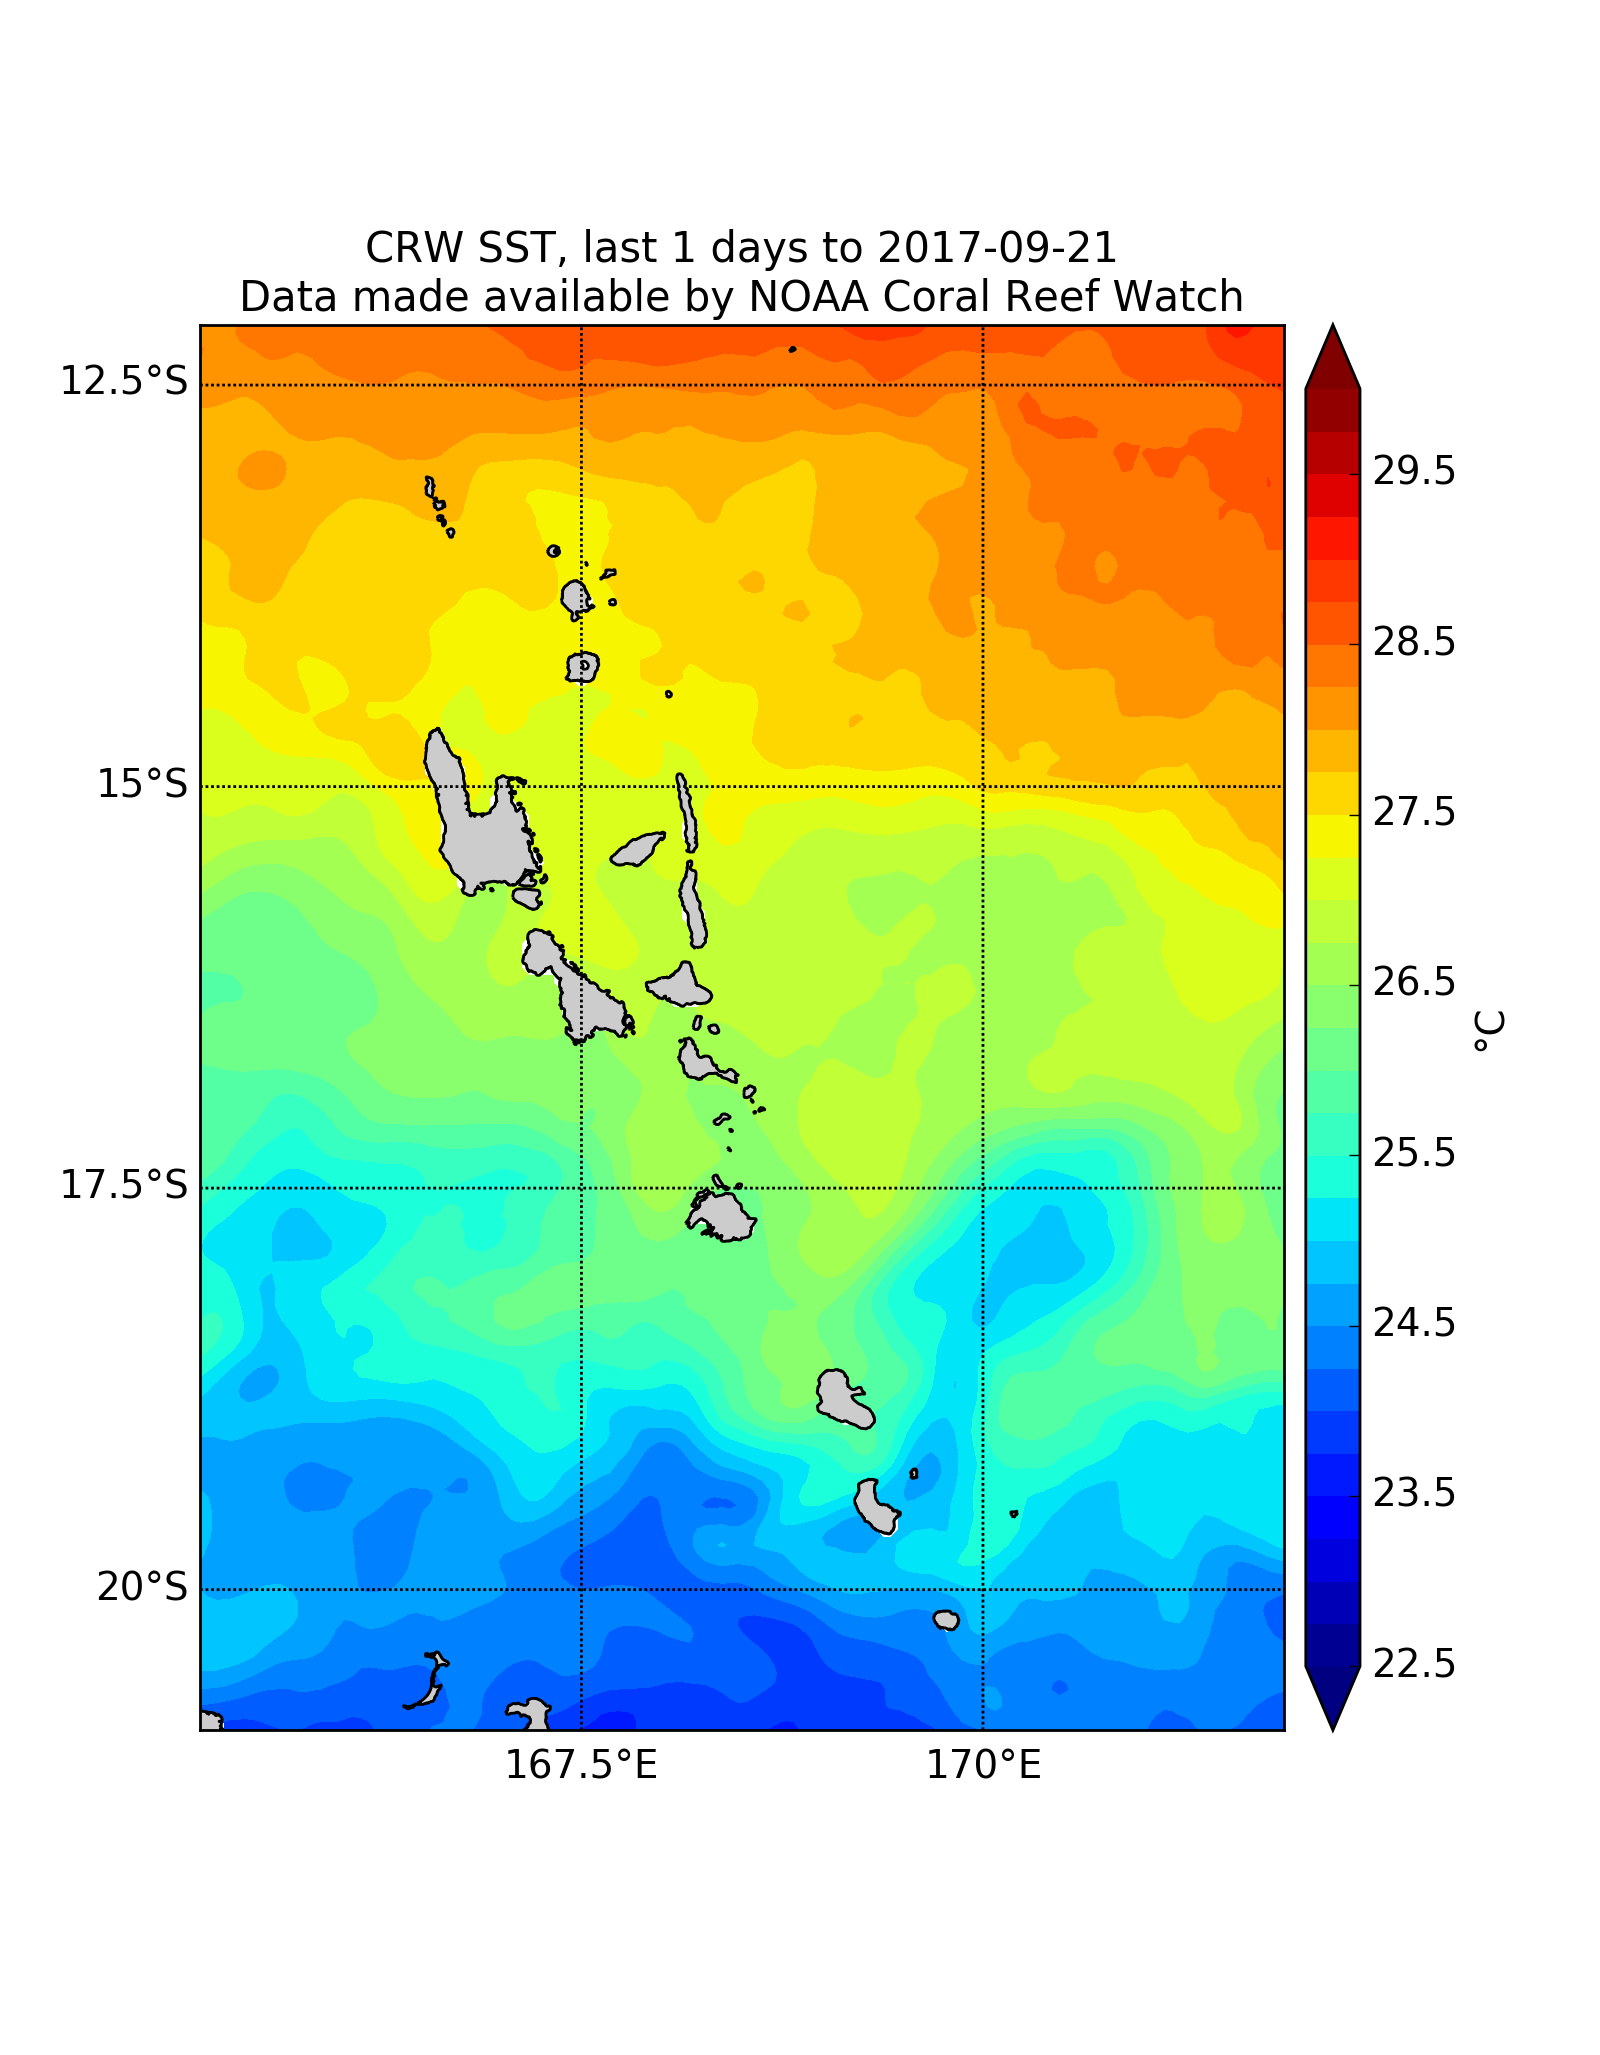 CRW SST, last 1 days to 2017-09-21
Data made available by NOAA Coral Reef Watch
12.5°S
15°S
17.5°S
20°S
167.5°E
170°E
29.5
28.5
27.5
26.5
25.5
24.5
23.5
22.5
°C